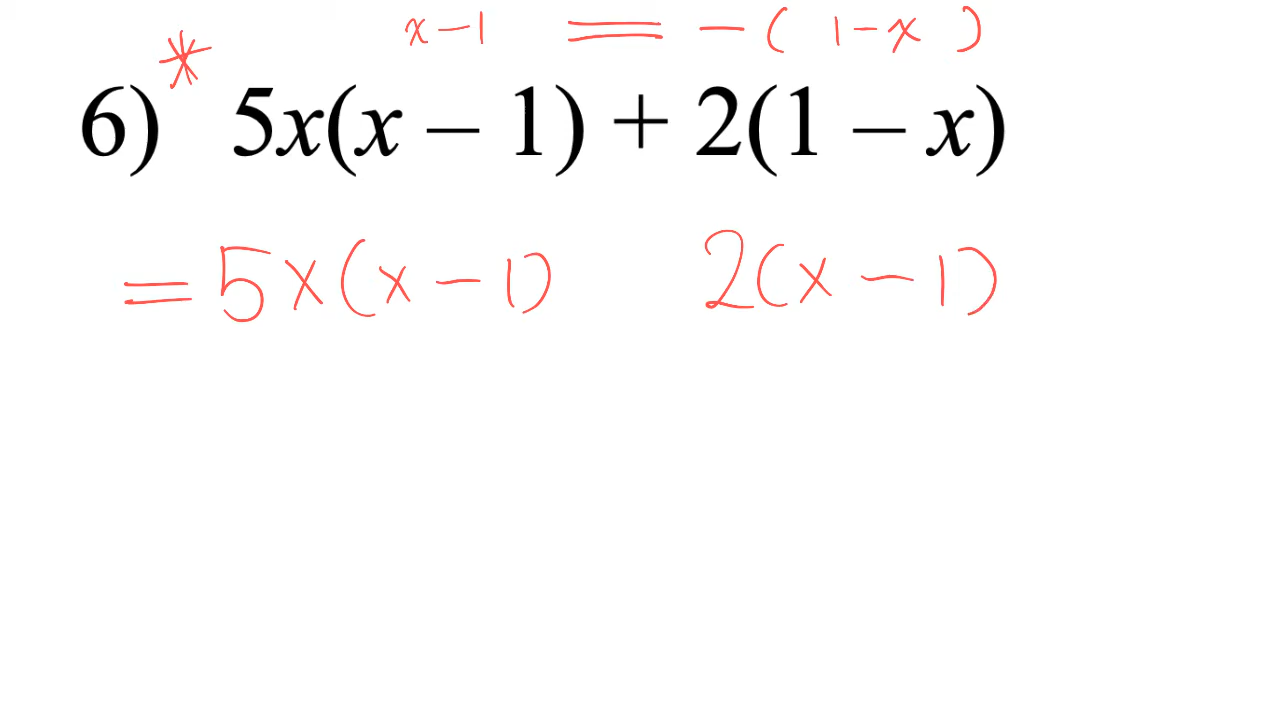 x - 1 = - ( 1 - x )
6)* 5x(x – 1) + 2(1 – x)
= 5x(x - 1) 2(x - 1)